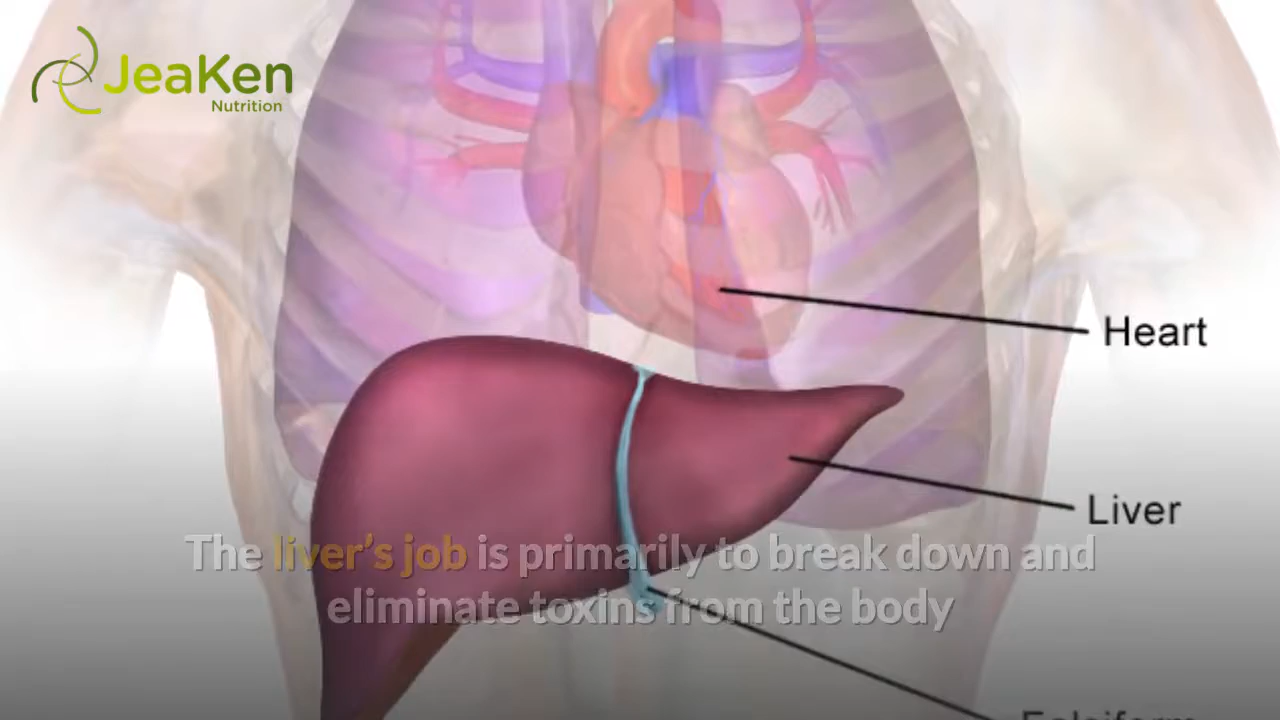 JeaKen
Nutrition
Heart
Liver
The liver's job is primarily to break down and
eliminate toxins from the body